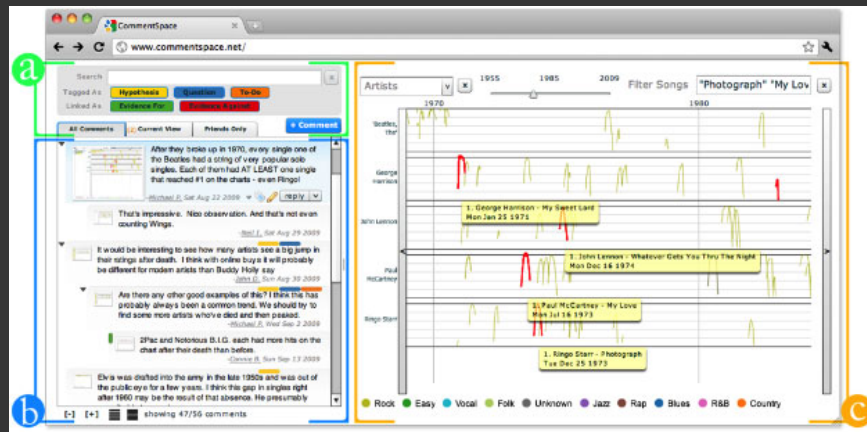 CommentSpace
www.commentspace.net/
a
Search
Tagged As Hypothesis Question To-Do
Linked As Evidence For Evidence Against
All Comments Current View Friends Only + Comment
After they broke up in 1970, every single one of
the Beatles had a string of very popular solo
singles. Each of them had AT LEAST one single
that reached #1 on the charts - even Ringo!
-Michael P. Sat Aug 22 2009 reply
That's impressive. Nice observation. And that's not even
counting Wings.
Sat Aug 29 2009
It would be interesting to see how many artists see a big jump in
their ratings after death. I think with online buys it will probably
be different for modern artists than Buddy Holly say
-John D. Sun Aug 30 2009
Are there any other good examples of this? I think this has
probably always been a common trend. We should try to
find some more artists who've died and then peaked.
-Michael P. Wed Sep 2 2009
2Pac and Notorious B.I.G. each had more hits on the
chart after their death than before.
-Connie B. Sun Sep 13 2009
Elvis was drafted into the army in the late 1950s and was out of
the public eye for a few years. I think this gap in singles right
after 1960 may be the result of that absence. He presumably
b
[-] [+] showing 47/56 comments
Artists v x 1955 1985 2009 Filter Songs "Photograph" "My Lov x
1970 1980
'Beatles,
the'
George
Harrison
1. George Harrison - My Sweet Lord
Mon Jan 25 1971
John Lennon
1. John Lennon - Whatever Gets You Thru The Night
Mon Dec 16 1974
Paul
McCartney
1. Paul McCartney - My Love
Mon Jul 16 1973
Ringo Starr
1. Ringo Starr - Photograph
Tue Dec 25 1973
Rock Easy Vocal Folk Unknown Jazz Rap Blues R&B Country
c